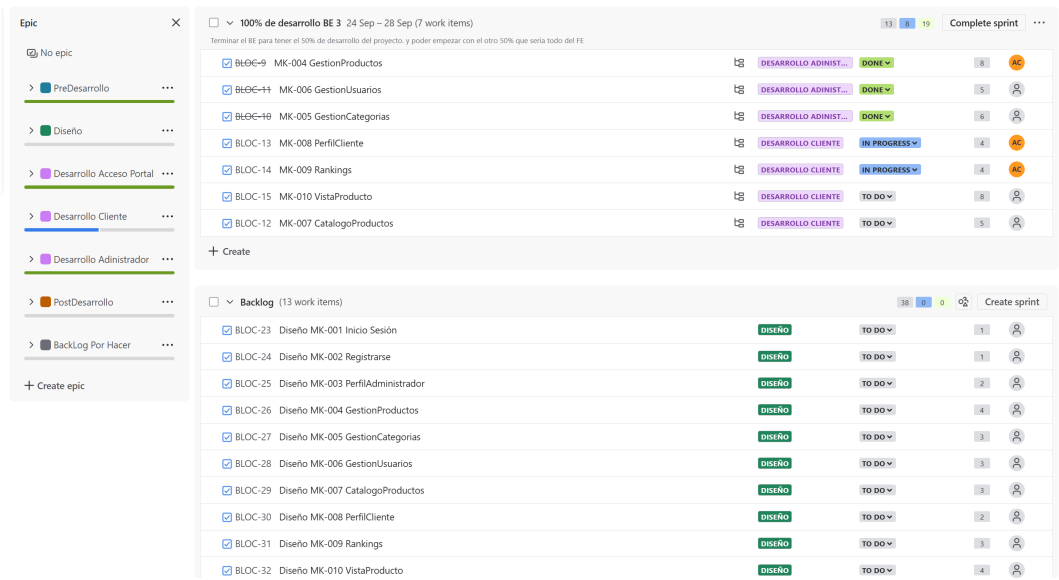 Epic
No epic
PreDesarrollo
Diseño
Desarrollo Acceso Portal
Desarrollo Cliente
Desarrollo Adinistrador
PostDesarrollo
BackLog Por Hacer
+ Create epic
100% de desarrollo BE 3 24 Sep – 28 Sep (7 work items) 13 8 19 Complete sprint
Terminar el BE para tener el 50% de desarrollo del proyecto. y poder empezar con el otro 50% que seria todo del FE
BLOC-9 MK-004 GestionProductos DESARROLLO ADINIST... DONE 8 AC
BLOC-11 MK-006 GestionUsuarios DESARROLLO ADINIST... DONE 5
BLOC-10 MK-005 GestionCategorias DESARROLLO ADINIST... DONE 6
BLOC-13 MK-008 PerfilCliente DESARROLLO CLIENTE IN PROGRESS 4 AC
BLOC-14 MK-009 Rankings DESARROLLO CLIENTE IN PROGRESS 4 AC
BLOC-15 MK-010 VistaProducto DESARROLLO CLIENTE TO DO 8
BLOC-12 MK-007 CatalogoProductos DESARROLLO CLIENTE TO DO 5
+ Create
Backlog (13 work items) 38 0 0 Create sprint
BLOC-23 Diseño MK-001 Inicio Sesión DISEÑO TO DO 1
BLOC-24 Diseño MK-002 Registrarse DISEÑO TO DO 1
BLOC-25 Diseño MK-003 PerfilAdministrador DISEÑO TO DO 2
BLOC-26 Diseño MK-004 GestionProductos DISEÑO TO DO 4
BLOC-27 Diseño MK-005 GestionCategorias DISEÑO TO DO 3
BLOC-28 Diseño MK-006 GestionUsuarios DISEÑO TO DO 3
BLOC-29 Diseño MK-007 CatalogoProductos DISEÑO TO DO 3
BLOC-30 Diseño MK-008 PerfilCliente DISEÑO TO DO 2
BLOC-31 Diseño MK-009 Rankings DISEÑO TO DO 3
BLOC-32 Diseño MK-010 VistaProducto DISEÑO TO DO 4